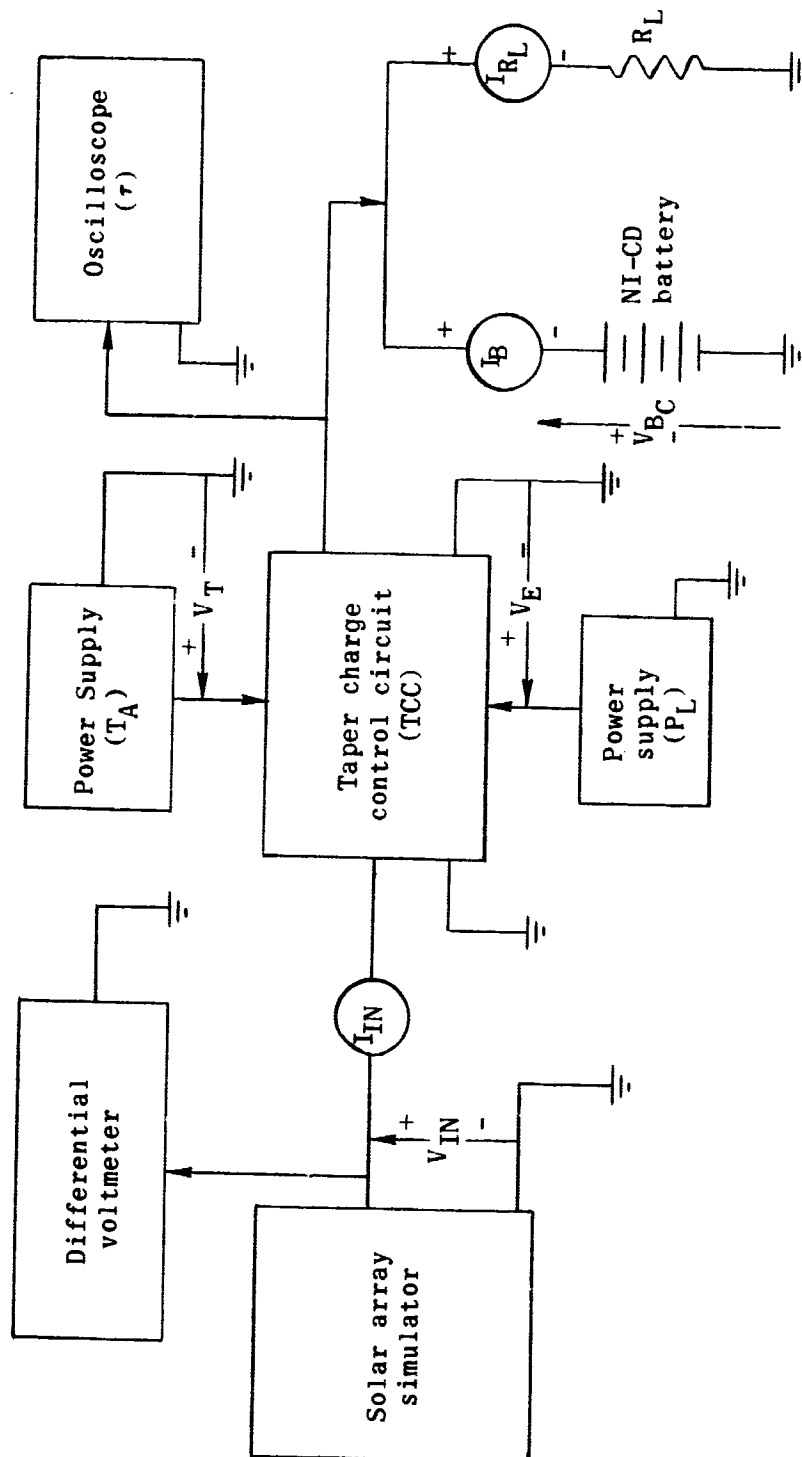 Differential
voltmeter
Power Supply
(T_A)
Oscilloscope
(τ)
+ V_T -
Solar array
simulator
+
V_IN
-
I_IN
Taper charge
control circuit
(TCC)
+ V_E -
Power
supply
(P_L)
+
I_B
-
NI-CD
battery
+
V_BC
-
+
I_RL
-
R_L